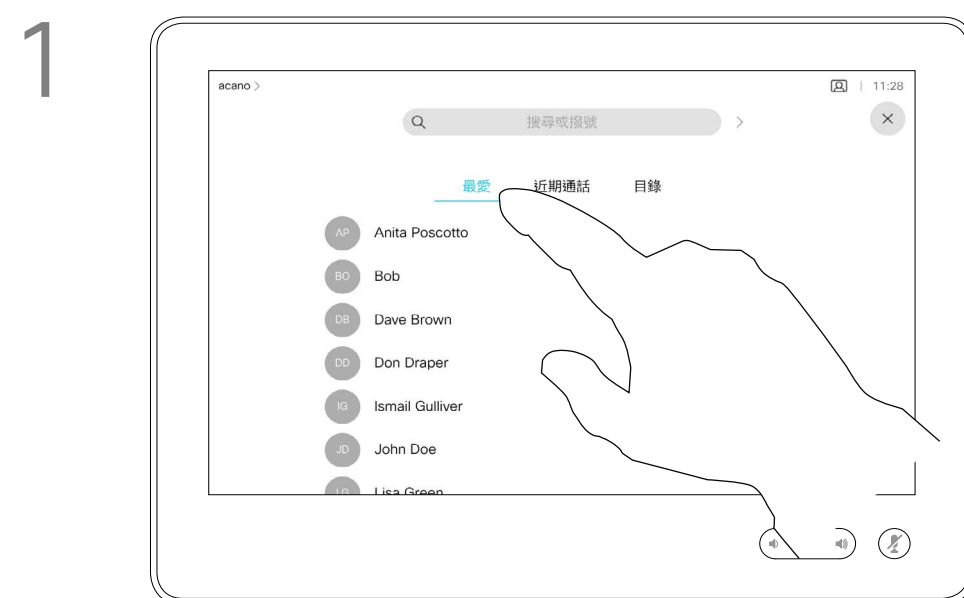 1
acano >
11:28
搜尋或撥號
最愛 近期通話 目錄
AP Anita Poscotto
BO Bob
DB Dave Brown
DD Don Draper
IG Ismail Gulliver
JD John Doe
LG Lisa Green